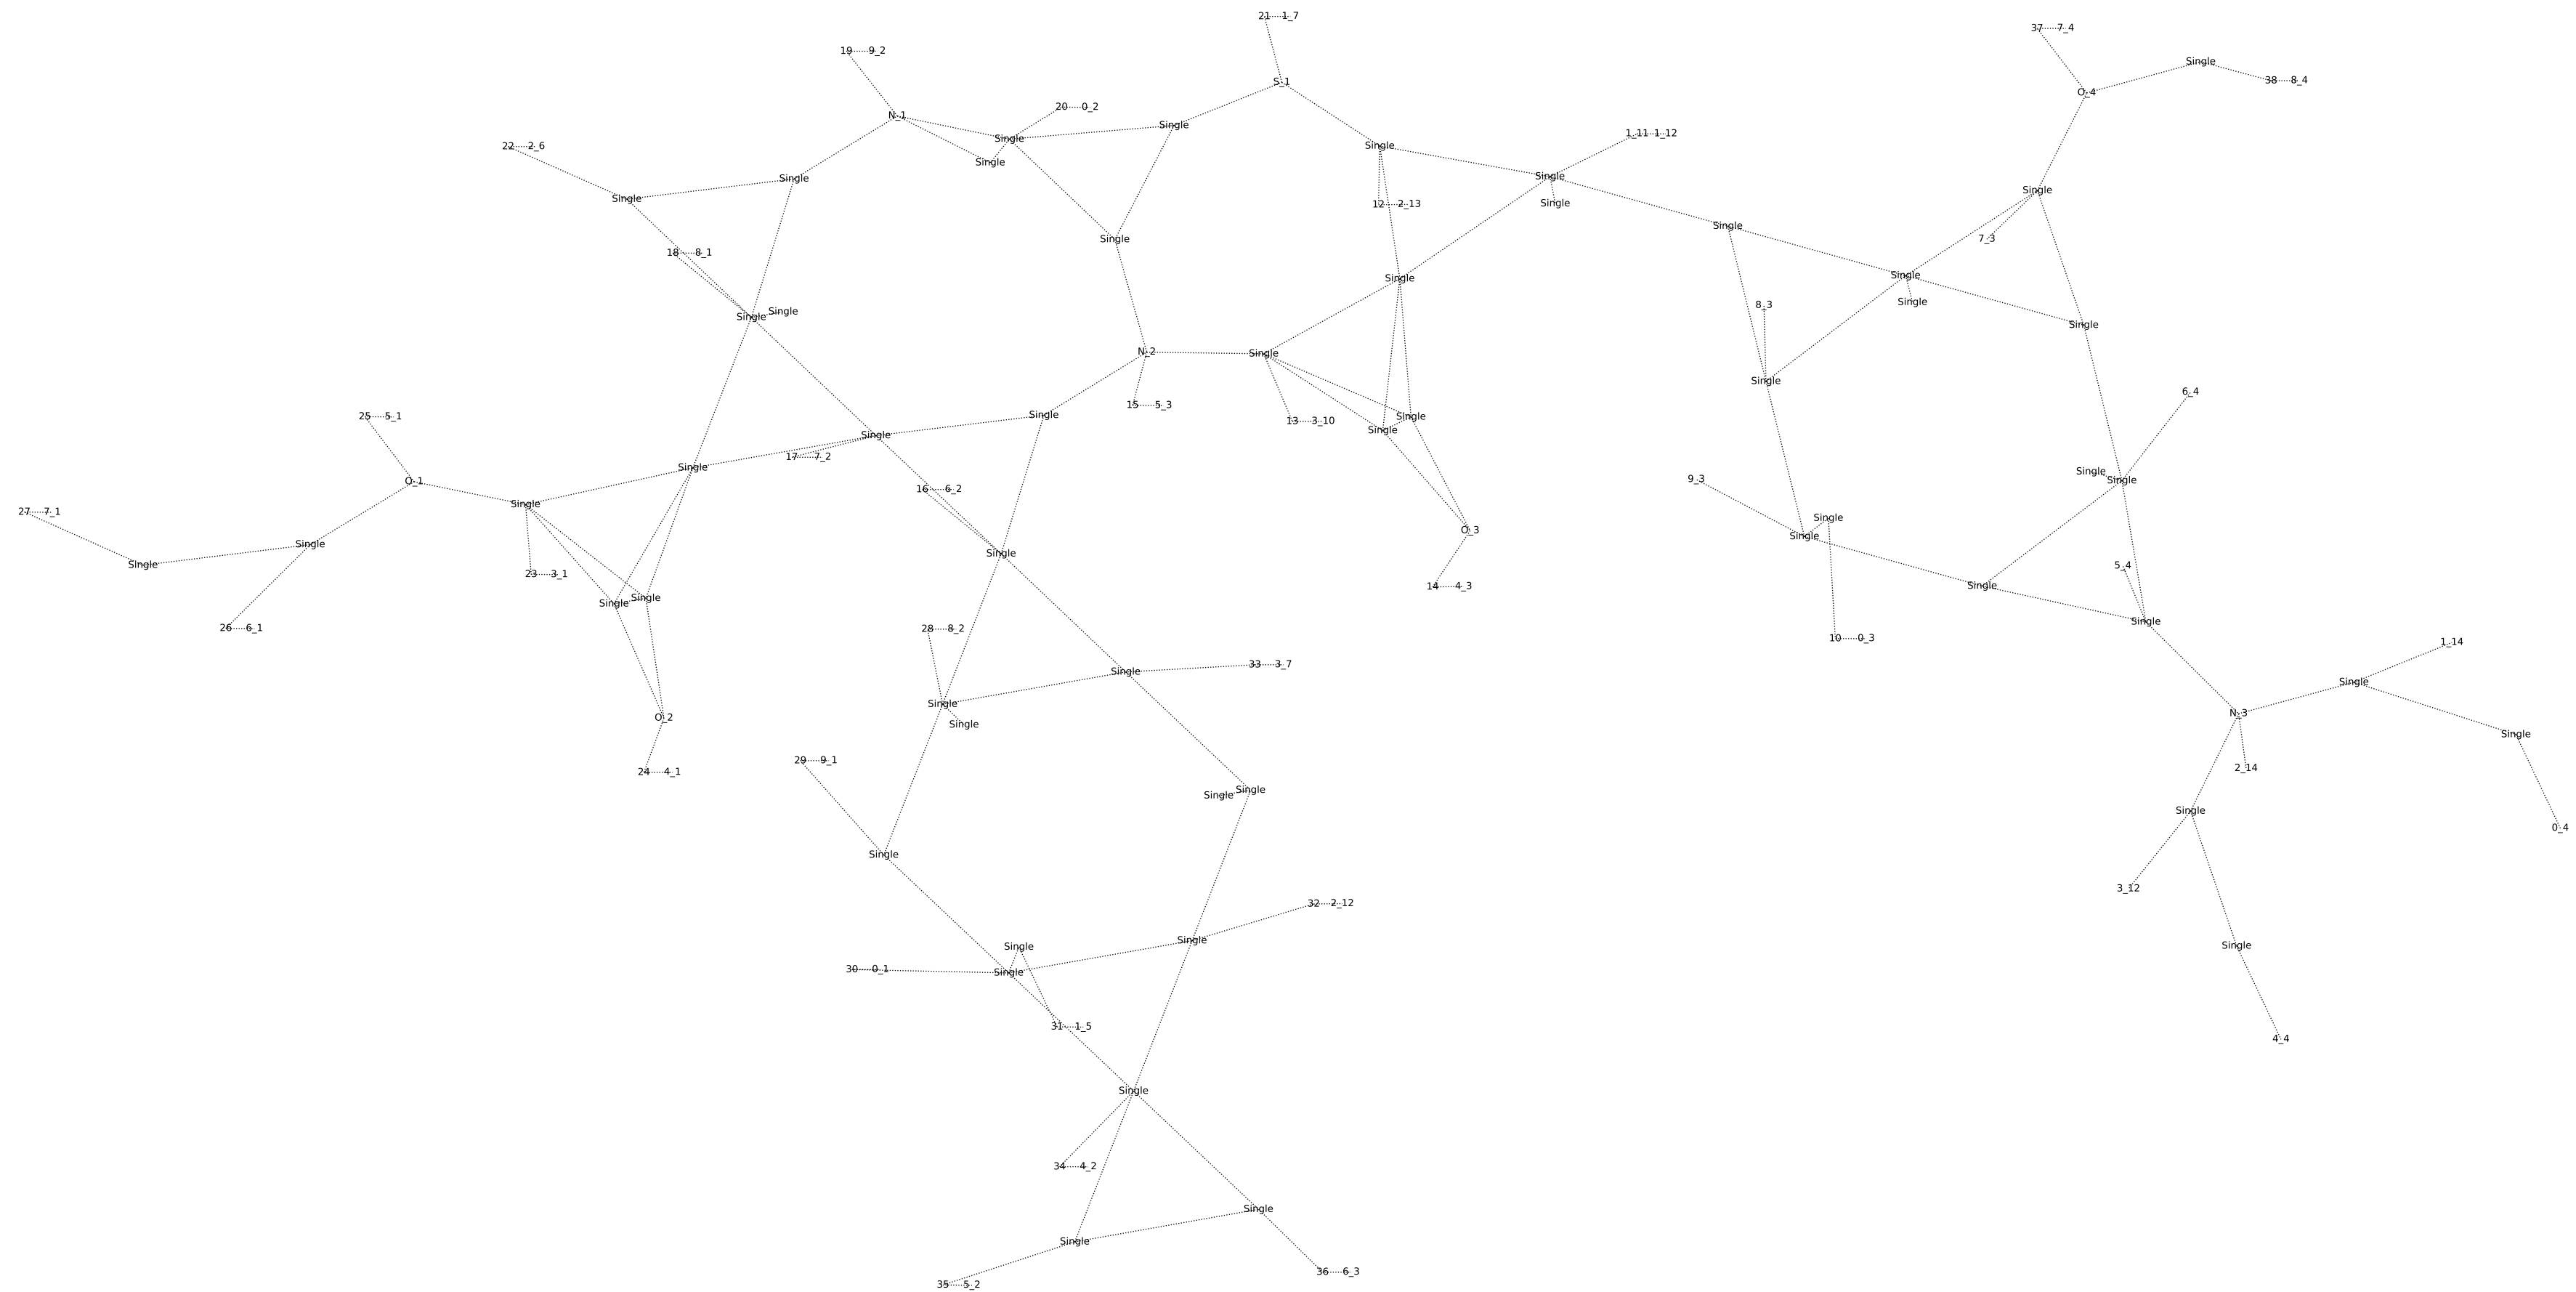 21 1_7
37 7_4
19 9_2
Single
38 8_4
S_1
O_4
20 0_2
N_1
Single
1_11 1_12
Single
22 2_6
Single
Single
Single
Single
Single
Single
Single
12 2_13
Single
Single
7_3
Single
18 8_1
Single
Single
Single
8_3
Single
Single
Single
N_2
Single
Single
6_4
15 5_3
Single
25 5_1
Single
13 3_10
Single
Single
17 7_2
Single
Single
9_3
Single
O_1
16 6_2
Single
27 7_1
Single
O_3
Single
Single
Single
Single
5_4
23 3_1
14 4_3
Single
Single
Single
Single
26 6_1
28 8_2
10 0_3
1_14
33 3_7
Single
Single
Single
N_3
O_2
Single
Single
29 9_1
2_14
24 4_1
Single
Single
Single
0_4
Single
3_12
32 2_12
Single
Single
Single
30 0_1
Single
31 1_5
4_4
Single
34 4_2
Single
Single
36 6_3
35 5_2